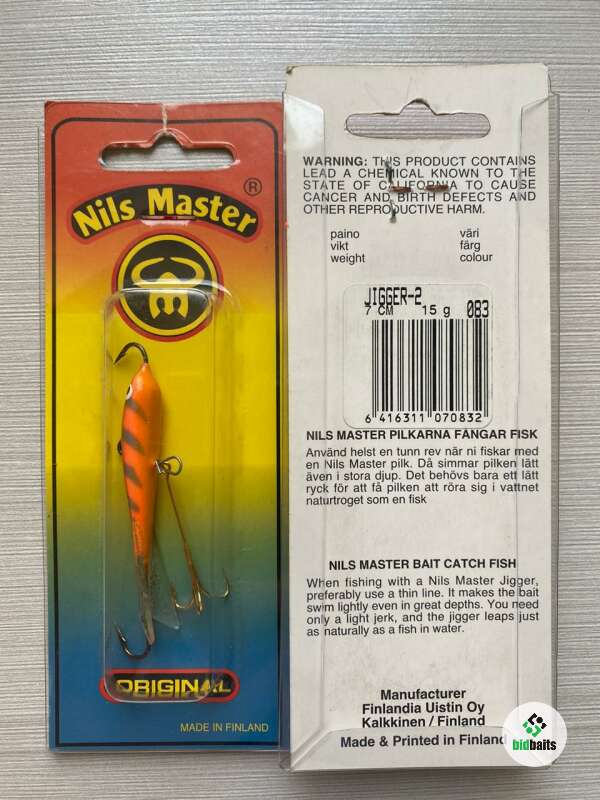 Nils Master
®
ORIGINAL
MADE IN FINLAND
WARNING: THIS PRODUCT CONTAINS
LEAD A CHEMICAL KNOWN TO THE
STATE OF CALIFORNIA TO CAUSE
CANCER AND BIRTH DEFECTS AND
OTHER REPRODUCTIVE HARM.
paino väri
vikt färg
weight colour
JIGGER-2
7 CM 15 g 083
6 416311 070832
NILS MASTER PILKARNA FÅNGAR FISK
Använd helst en tunn rev när ni fiskar med
en Nils Master pilk. Då simmar pilken lätt
även i stora djup. Det behövs bara ett lätt
ryck för att få pilken att röra sig i vattnet
naturtroget som en fisk
NILS MASTER BAIT CATCH FISH
When fishing with a Nils Master Jigger,
preferably use a thin line. It makes the bait
swim lightly even in great depths. You need
only a light jerk, and the jigger leaps just
as naturally as a fish in water.
Manufacturer
Finlandia Uistin Oy
Kalkkinen / Finland
Made & Printed in Finland
bidbaits